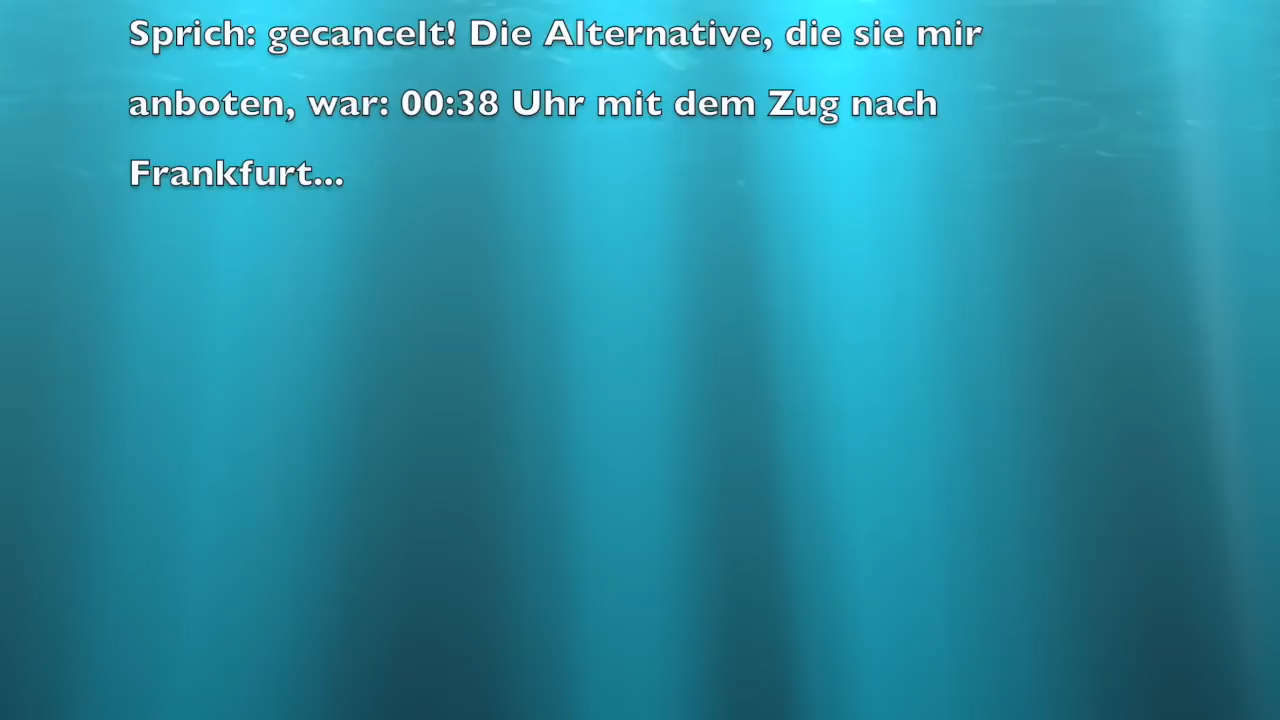 Sprich: gecancelt! Die Alternative, die sie mir
anboten, war: 00:38 Uhr mit dem Zug nach
Frankfurt...